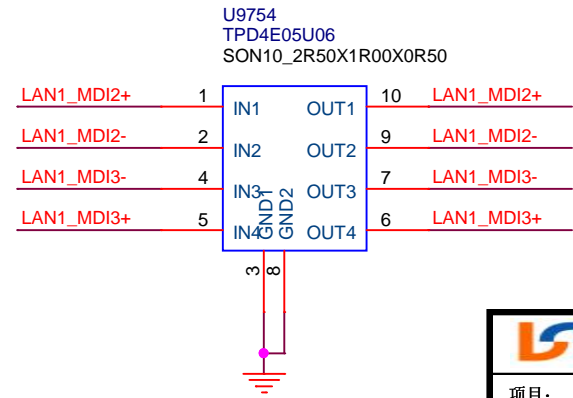 U9754
TPD4E05U06
SON10_2R50X1R00X0R50
LAN1_MDI2+ 1 IN1 OUT1 10 LAN1_MDI2+
LAN1_MDI2- 2 IN2 OUT2 9 LAN1_MDI2-
LAN1_MDI3- 4 IN3 OUT3 7 LAN1_MDI3-
LAN1_MDI3+ 5 IN4 OUT4 6 LAN1_MDI3+
GND1 GND2
3 8
项目: